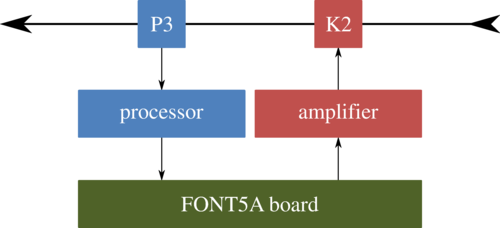 P3
K2
processor
amplifier
FONT5A board